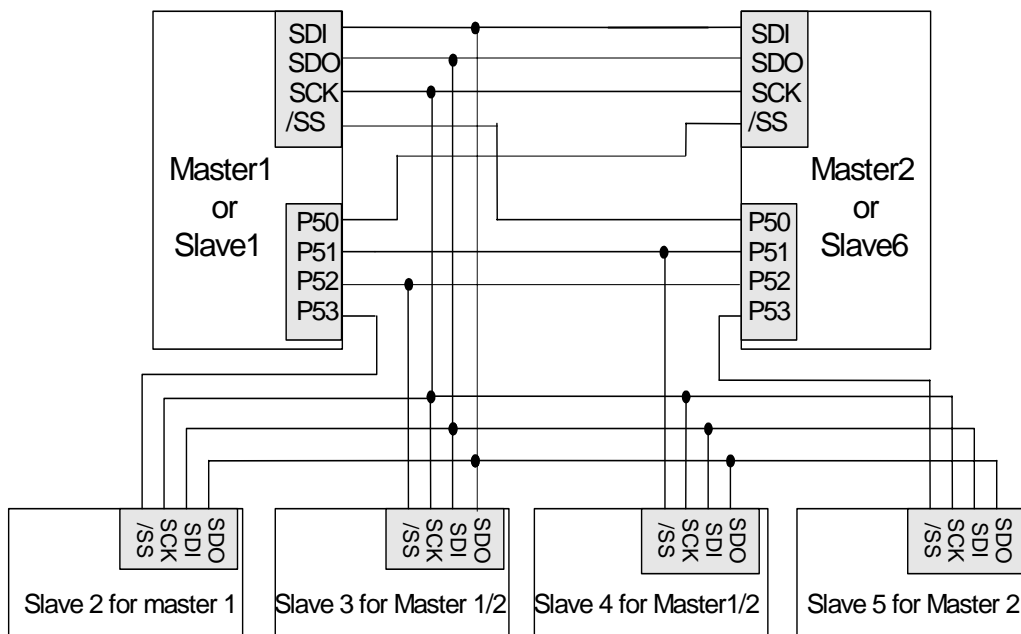 SDI
SDO
SCK
/SS
Master1
or
Slave1
P50
P51
P52
P53
SDI
SDO
SCK
/SS
Master2
or
Slave6
P50
P51
P52
P53
/SS
SCK
SDI
SDO
Slave 2 for master 1
/SS
SCK
SDI
SDO
Slave 3 for Master 1/2
/SS
SCK
SDI
SDO
Slave 4 for Master1/2
/SS
SCK
SDI
SDO
Slave 5 for Master 2